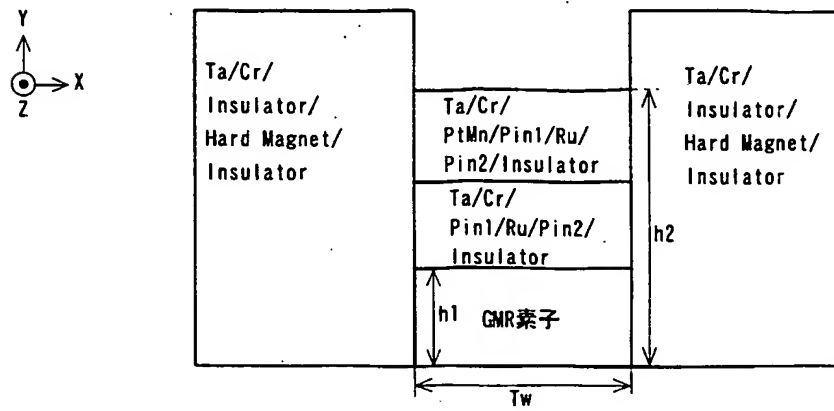 Y
X
Z
Ta/Cr/
Insulator/
Hard Magnet/
Insulator
Ta/Cr/
PtMn/Pin1/Ru/
Pin2/Insulator
Ta/Cr/
Pin1/Ru/Pin2/
Insulator
h1
GMR素子
h2
Tw
Ta/Cr/
Insulator/
Hard Magnet/
Insulator